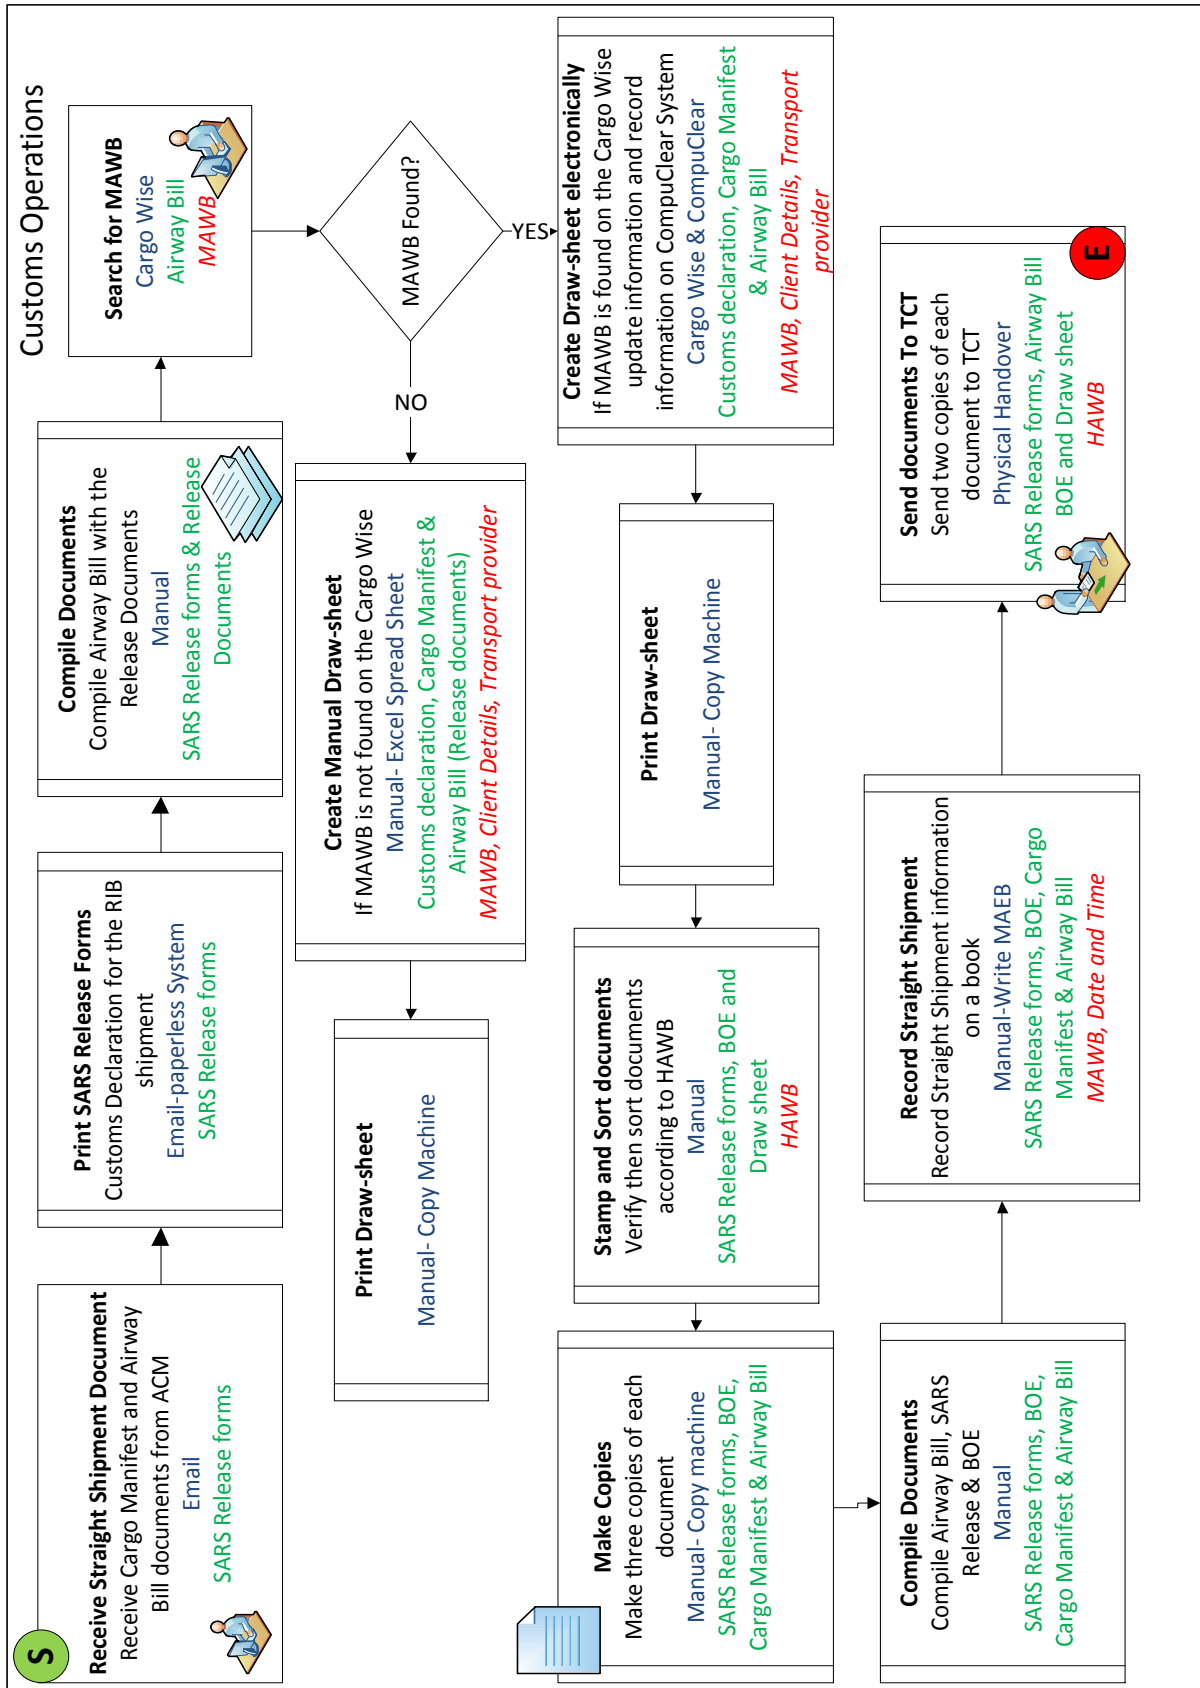 Customs Operations
S
Receive Straight Shipment Document
Receive Cargo Manifest and Airway
Bill documents from ACM
Email
SARS Release forms
Print SARS Release Forms
Customs Declaration for the RIB
shipment
Email-paperless System
SARS Release forms
Compile Documents
Compile Airway Bill with the
Release Documents
Manual
SARS Release forms & Release
Documents
Search for MAWB
Cargo Wise
Airway Bill
MAWB
MAWB Found?
NO
YES
Create Manual Draw-sheet
If MAWB is not found on the Cargo Wise
Manual- Excel Spread Sheet
Customs declaration, Cargo Manifest &
Airway Bill (Release documents)
MAWB, Client Details, Transport provider
Print Draw-sheet
Manual- Copy Machine
Create Draw-sheet electronically
If MAWB is found on the Cargo Wise
update information and record
information on CompuClear System
Cargo Wise & CompuClear
Customs declaration, Cargo Manifest
& Airway Bill
MAWB, Client Details, Transport
provider
Print Draw-sheet
Manual- Copy Machine
Stamp and Sort documents
Verify then sort documents
according to HAWB
Manual
SARS Release forms, BOE and
Draw sheet
HAWB
Make Copies
Make three copies of each
document
Manual- Copy machine
SARS Release forms, BOE,
Cargo Manifest & Airway Bill
Compile Documents
Compile Airway Bill, SARS
Release & BOE
Manual
SARS Release forms, BOE,
Cargo Manifest & Airway Bill
Record Straight Shipment
Record Straight Shipment information
on a book
Manual-Write MAEB
SARS Release forms, BOE, Cargo
Manifest & Airway Bill
MAWB, Date and Time
Send documents To TCT
Send two copies of each
document to TCT
Physical Handover
SARS Release forms, Airway Bill
BOE and Draw sheet
HAWB
E